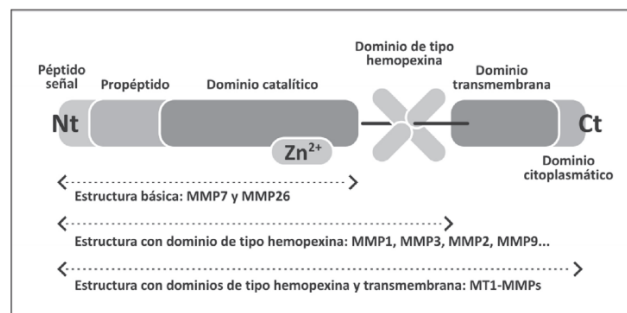 Dominio de tipo
hemopexina
Péptido
señal
Propéptido
Dominio catalítico
Dominio
transmembrana
Nt
Ct
Zn²⁺
Dominio
citoplasmático
Estructura básica: MMP7 y MMP26
Estructura con dominio de tipo hemopexina: MMP1, MMP3, MMP2, MMP9...
Estructura con dominios de tipo hemopexina y transmembrana: MT1-MMPs